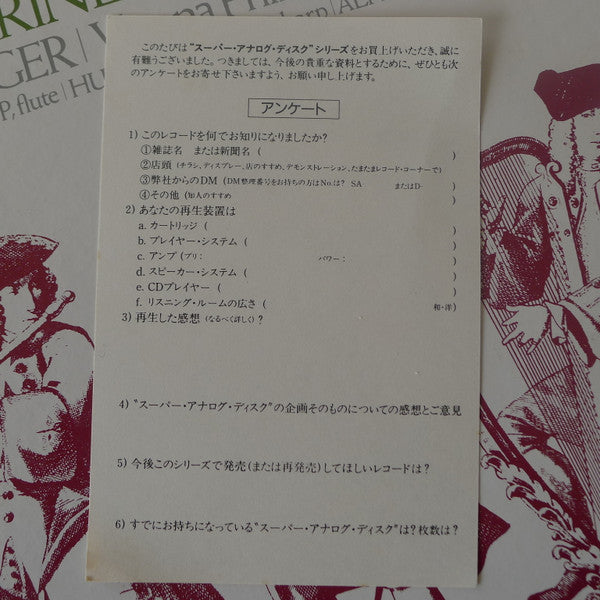 GER | Vienna Phil
P, flute | HU
harp | AL
このたびは“スーパー・アナログ・ディスク”シリーズをお買上げいただき、誠に
有難うございました。つきましては、今後の貴重な資料とするために、ぜひとも次
のアンケートをお寄せ下さいますよう、お願い申し上げます。
アンケート
1) このレコードを何でお知りになりましたか?
①雑誌名 または新聞名 ( )
②店頭 (チラシ、ディスプレー、店のすすめ、デモンストレーション、たまたまレコード・コーナーで)
③弊社からのDM (DM整理番号をお持ちの方はNo.は? SA またはD- )
④その他 (知人のすすめ )
2) あなたの再生装置は
a. カートリッジ ( )
b. プレイヤー・システム ( )
c. アンプ (プリ: パワー: )
d. スピーカー・システム ( )
e. CDプレイヤー ( )
f. リスニング・ルームの広さ ( 和・洋)
3) 再生した感想 (なるべく詳しく) ?
4) “スーパー・アナログ・ディスク”の企画そのものについての感想とご意見
5) 今後このシリーズで発売(または再発売)してほしいレコードは?
6) すでにお持ちになっている“スーパー・アナログ・ディスク”は?枚数は?